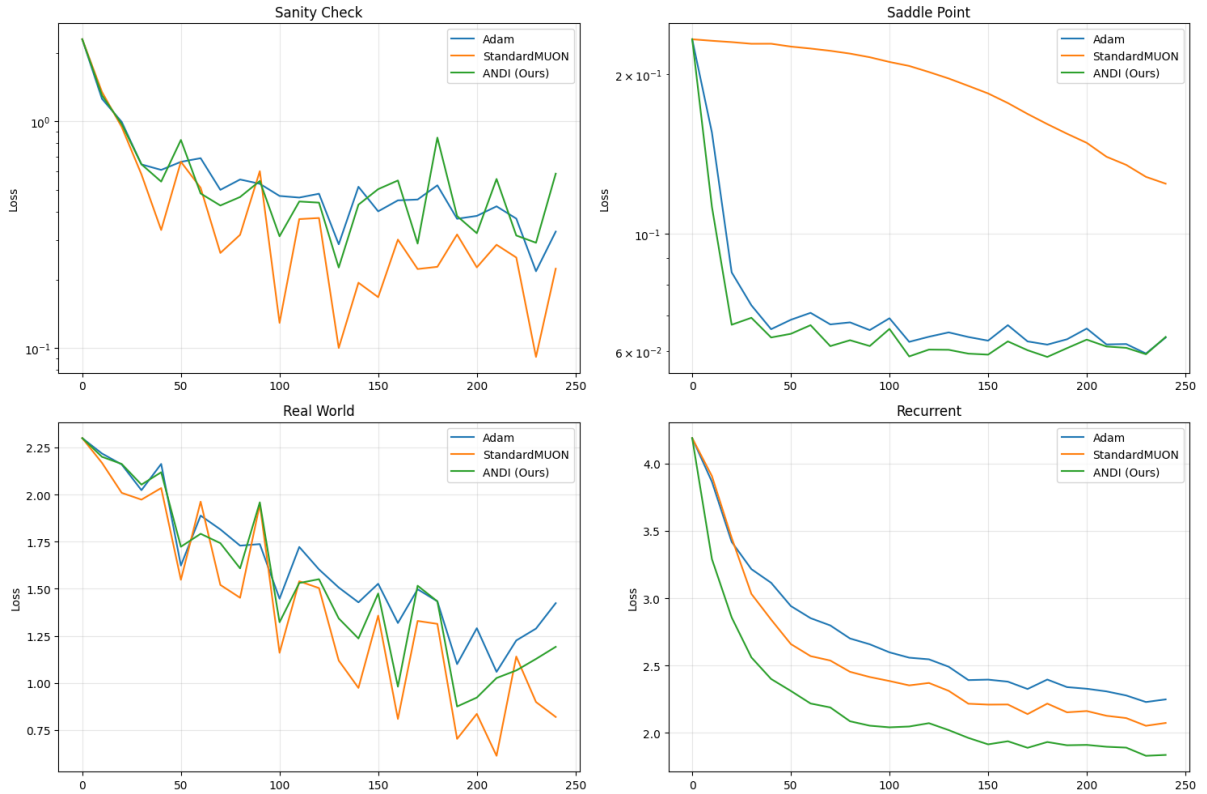 Sanity Check
Loss
10^0
10^-1
0 50 100 150 200 250
Adam
StandardMUON
ANDI (Ours)
Saddle Point
Loss
2 × 10^-1
10^-1
6 × 10^-2
0 50 100 150 200 250
Adam
StandardMUON
ANDI (Ours)
Real World
Loss
2.25
2.00
1.75
1.50
1.25
1.00
0.75
0 50 100 150 200 250
Adam
StandardMUON
ANDI (Ours)
Recurrent
Loss
4.0
3.5
3.0
2.5
2.0
0 50 100 150 200 250
Adam
StandardMUON
ANDI (Ours)